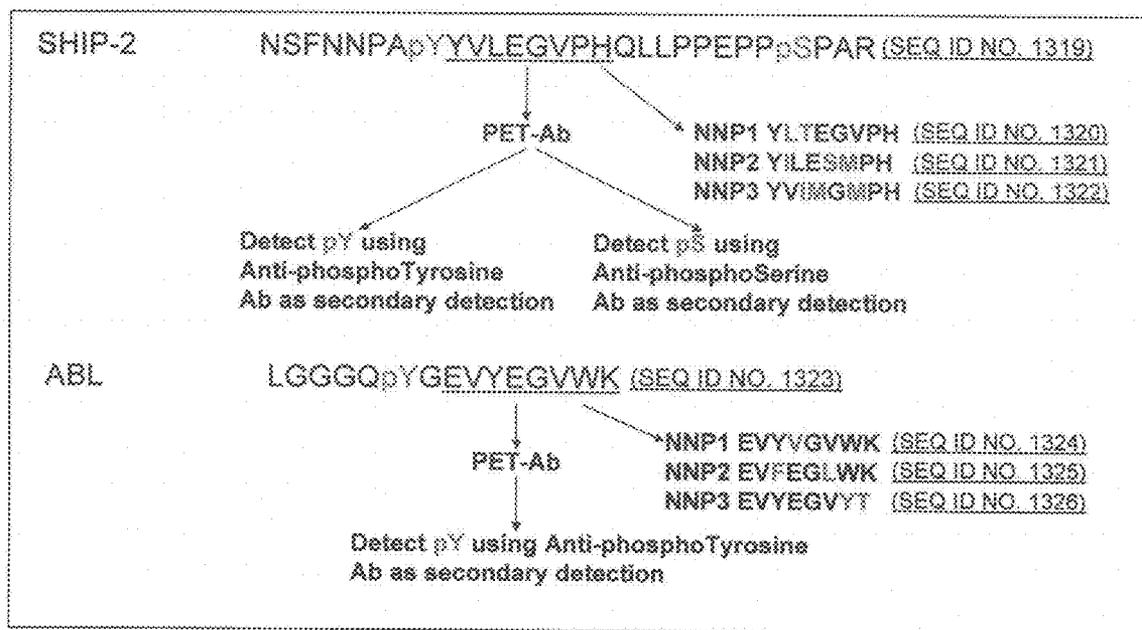 SHIP-2 NSFNNPApYYVLEGVPHQLLPPEPPpSPAR (SEQ ID NO. 1319)
PET-Ab
NNP1 YLTEGVPH (SEQ ID NO. 1320)
NNP2 YILESMPH (SEQ ID NO. 1321)
NNP3 YVIMGMPH (SEQ ID NO. 1322)
Detect pY using
Anti-phosphoTyrosine
Ab as secondary detection
Detect pS using
Anti-phosphoSerine
Ab as secondary detection
ABL LGGGQpYGEVYEGVWK (SEQ ID NO. 1323)
PET-Ab
NNP1 EVYVGVWK (SEQ ID NO. 1324)
NNP2 EVFEGLWK (SEQ ID NO. 1325)
NNP3 EVYEGVYT (SEQ ID NO. 1326)
Detect pY using Anti-phosphoTyrosine
Ab as secondary detection